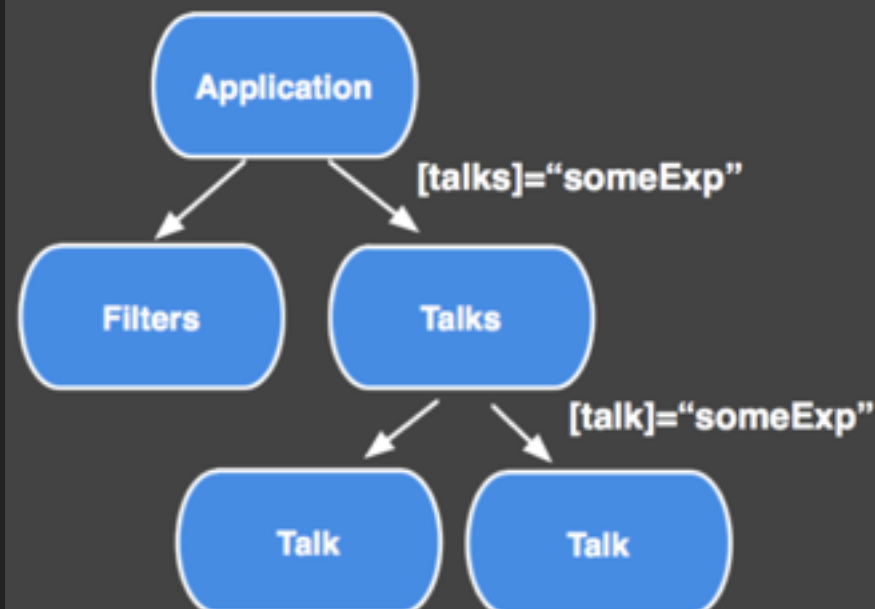 Application
[talks]=“someExp”
Filters
Talks
[talk]=“someExp”
Talk
Talk